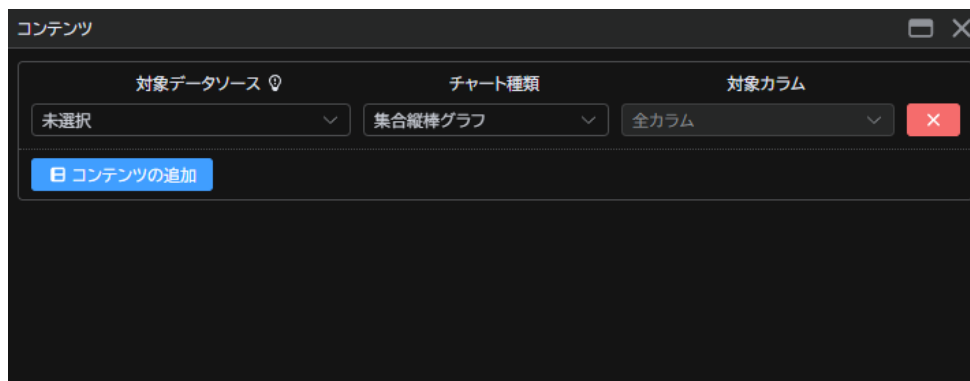 コンテンツ
対象データソース チャート種類 対象カラム
未選択 集合縦棒グラフ 全カラム
コンテンツの追加